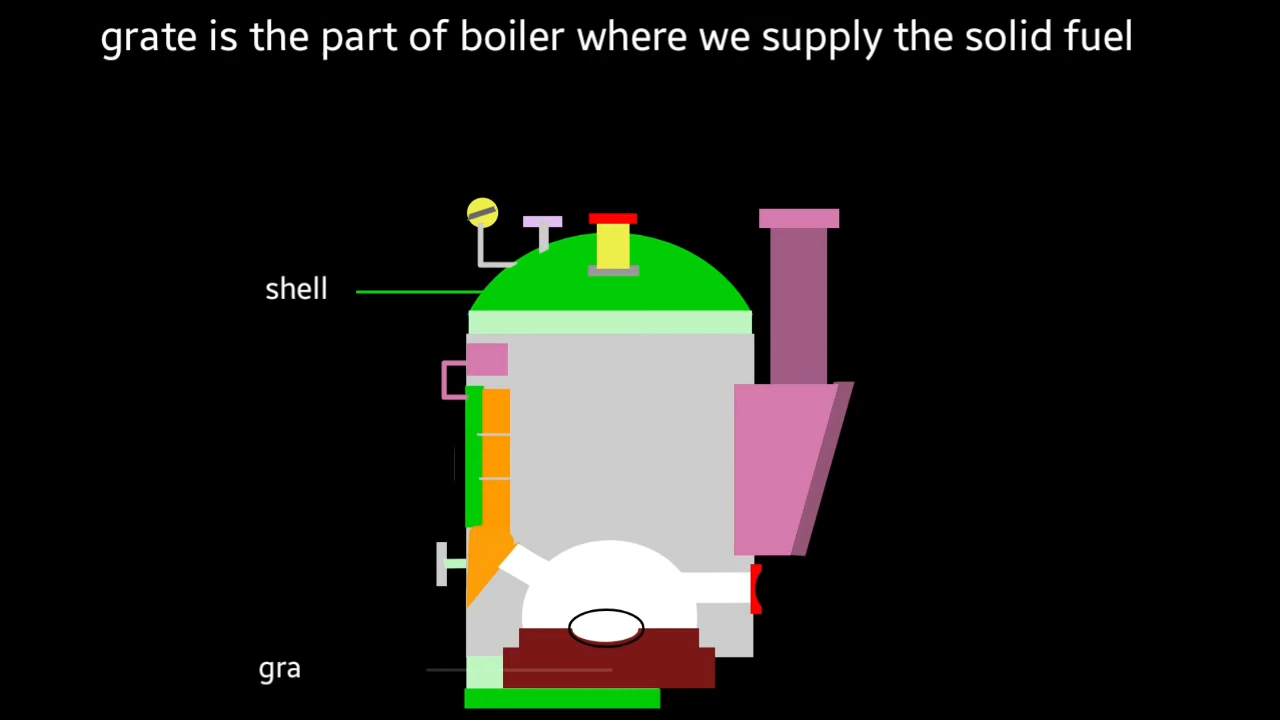 grate is the part of boiler where we supply the solid fuel
shell
gra